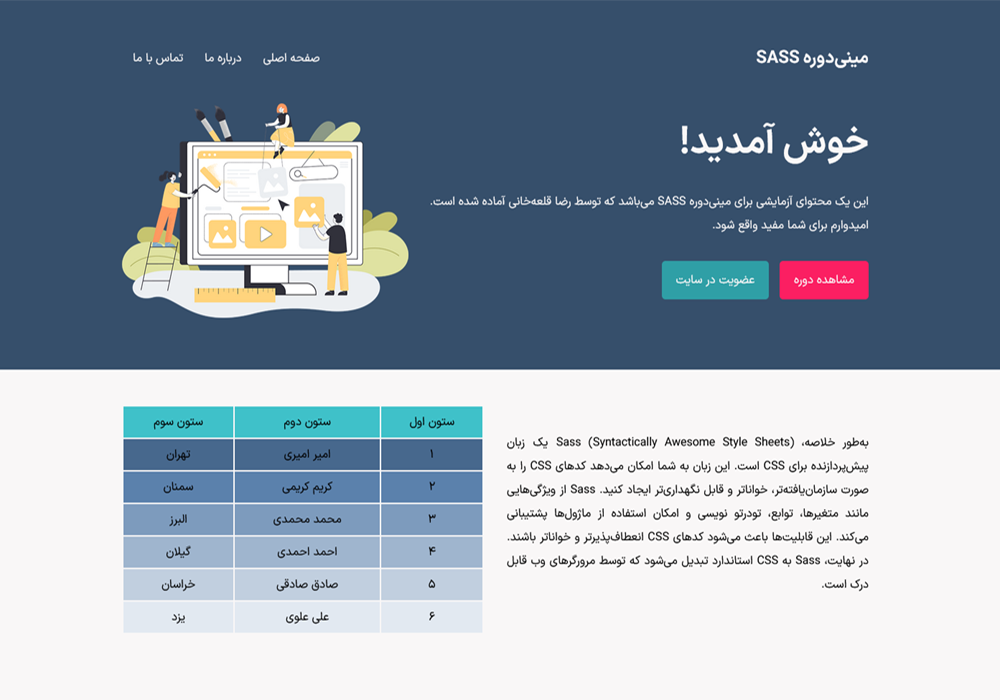 مینی‌دوره SASS
صفحه اصلی
درباره ما
تماس با ما
خوش آمدید!
این یک محتوای آزمایشی برای مینی‌دوره SASS می‌باشد که توسط رضا قلعه‌خانی آماده شده است.
امیدوارم برای شما مفید واقع شود.
مشاهده دوره
عضویت در سایت
به‌طور خلاصه، Sass (Syntactically Awesome Style Sheets) یک زبان
پیش‌پردازنده برای CSS است. این زبان به شما امکان می‌دهد کدهای CSS را به
صورت سازمان‌یافته‌تر، خواناتر و قابل نگهداری‌تر ایجاد کنید. Sass از ویژگی‌هایی
مانند متغیرها، توابع، تودرتو نویسی و امکان استفاده از ماژول‌ها پشتیبانی
می‌کند. این قابلیت‌ها باعث می‌شود کدهای CSS انعطاف‌پذیرتر و خواناتر باشند.
در نهایت، Sass به CSS استاندارد تبدیل می‌شود که توسط مرورگرهای وب قابل
درک است.
ستون اول ستون دوم ستون سوم
۱ امیر امیری تهران
۲ کریم کریمی سمنان
۳ محمد محمدی البرز
۴ احمد احمدی گیلان
۵ صادق صادقی خراسان
۶ علی علوی یزد